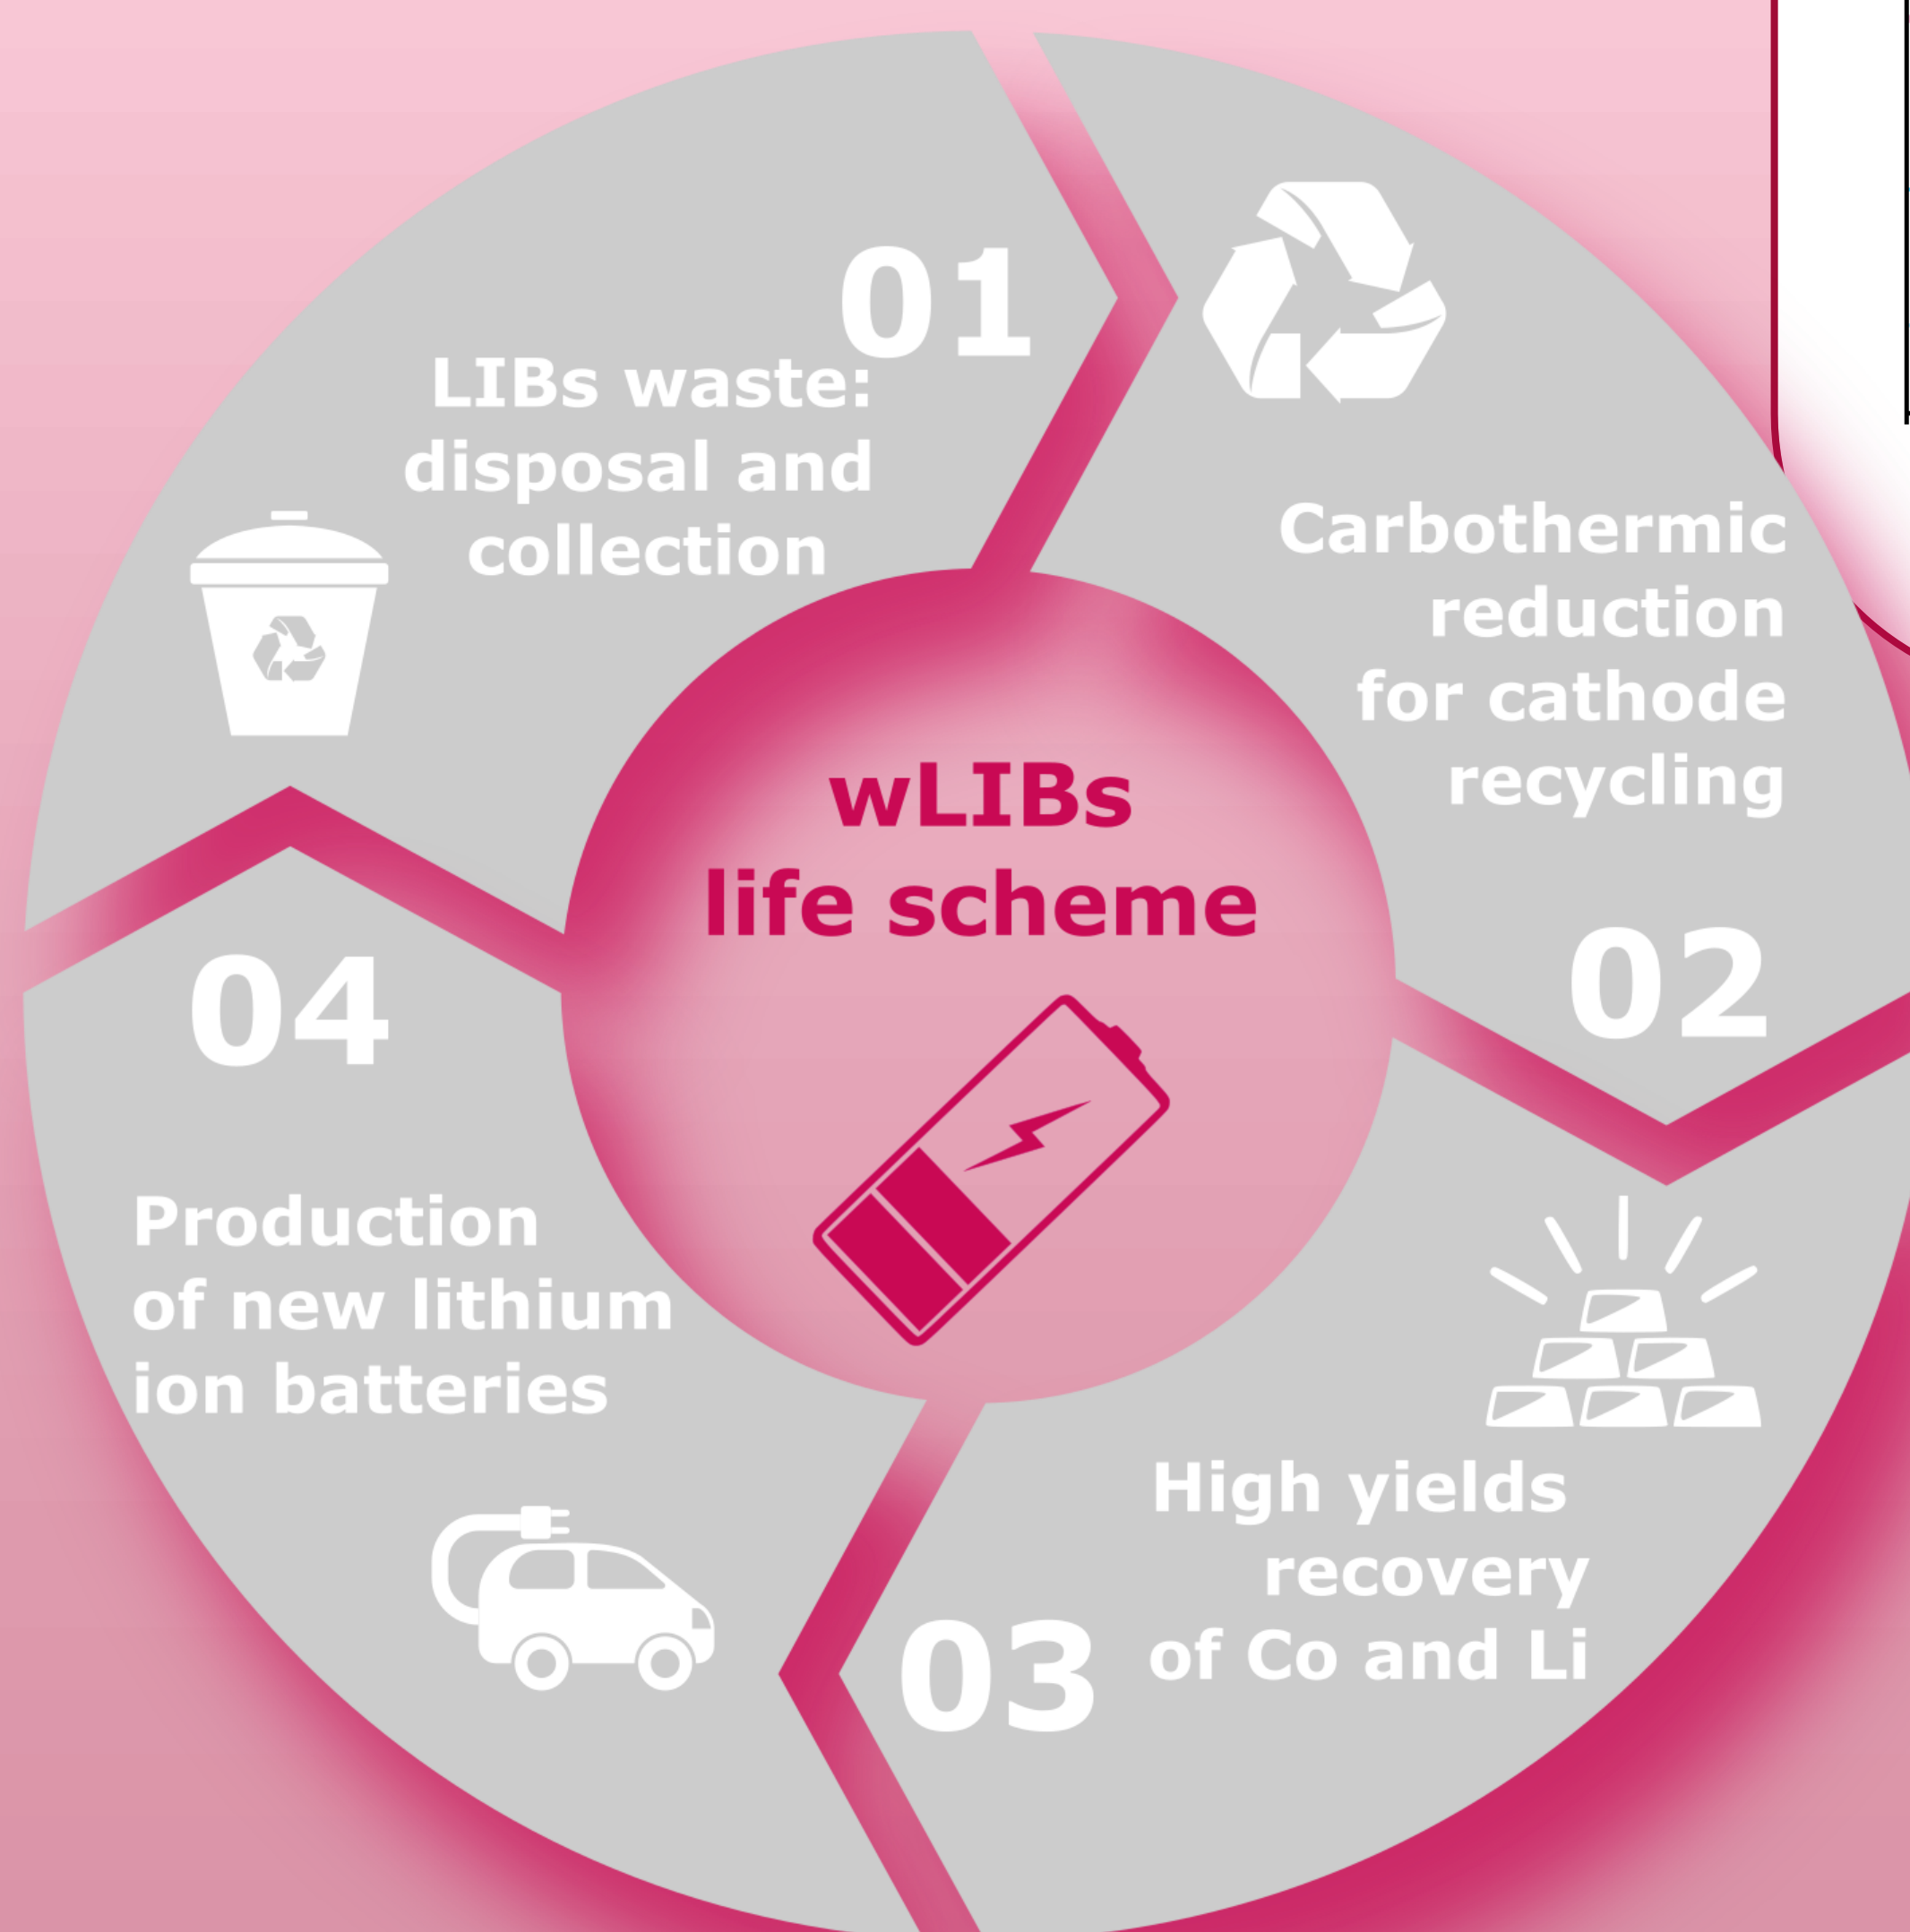 wLIBs
life scheme
01
LIBs waste:
disposal and
collection
Carbothermic
reduction
for cathode
recycling
02
High yields
recovery
of Co and Li
03
04
Production
of new lithium
ion batteries